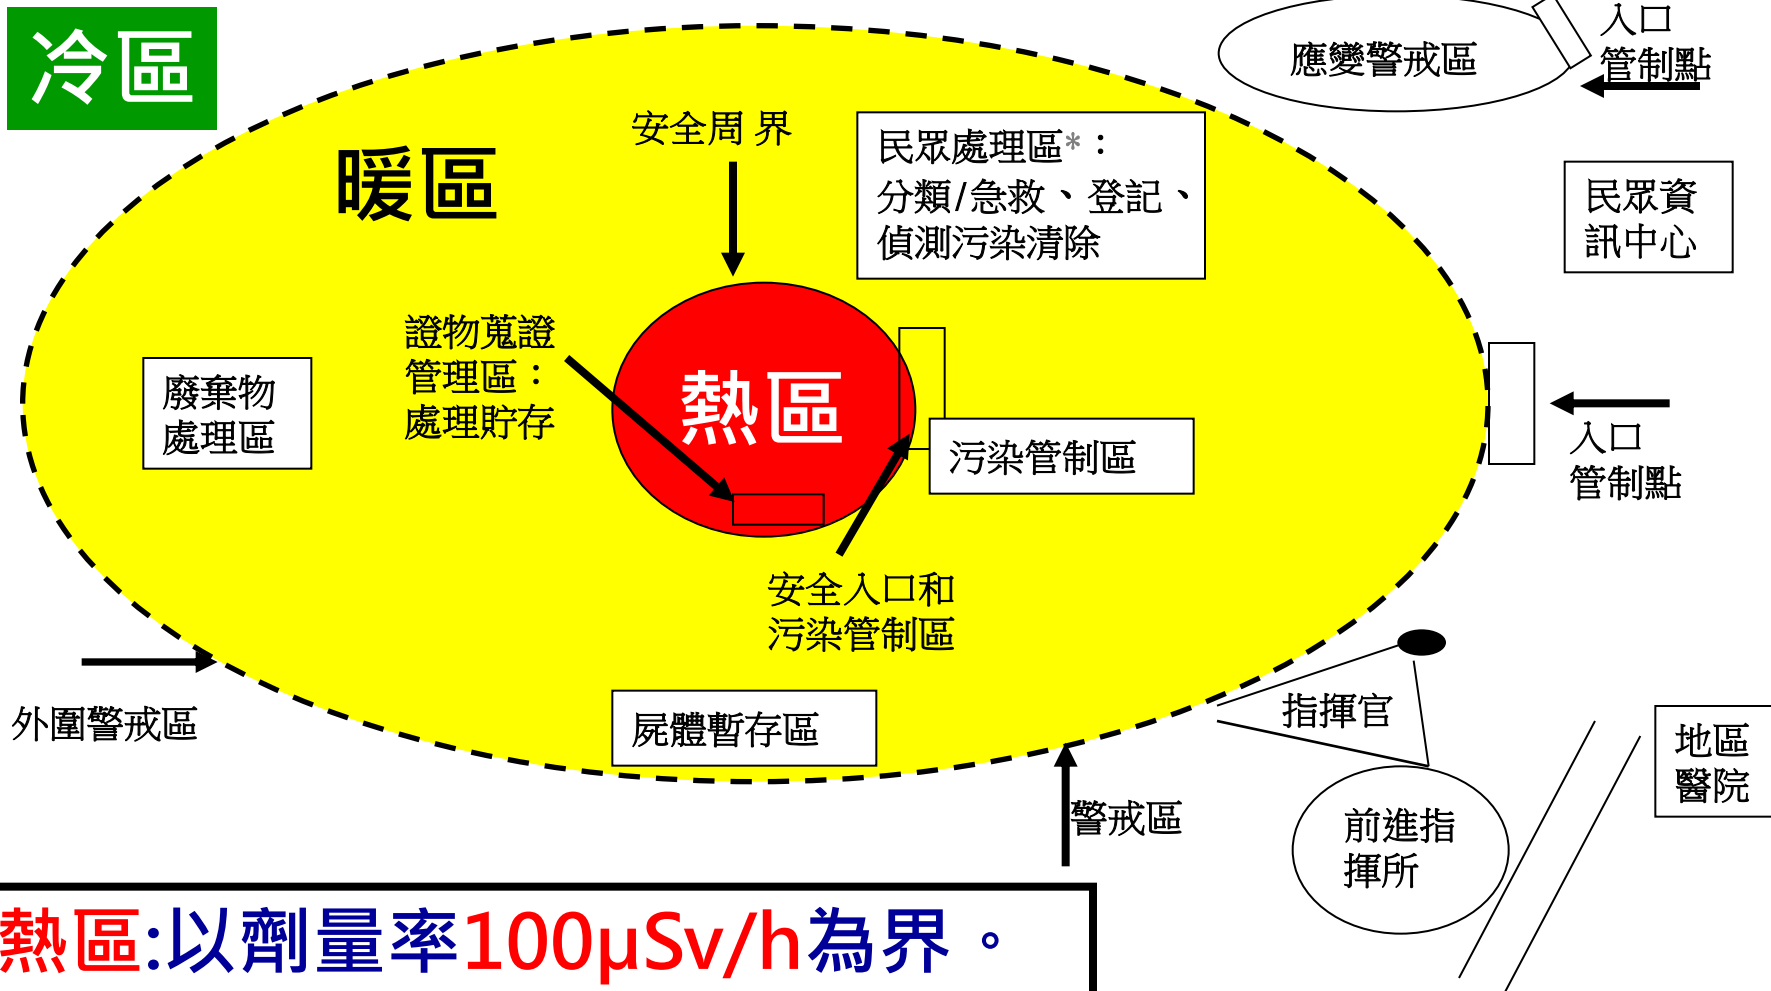 冷區
暖區
安全周 界
應變警戒區
入口
管制點
民眾處理區*：
分類/急救、登記、
偵測污染清除
民眾資
訊中心
證物蒐證
管理區：
處理貯存
廢棄物
處理區
熱區
污染管制區
入口
管制點
安全入口和
污染管制區
外圍警戒區
屍體暫存區
指揮官
地區
醫院
警戒區
前進指
揮所
熱區:以劑量率100μSv/h為界。